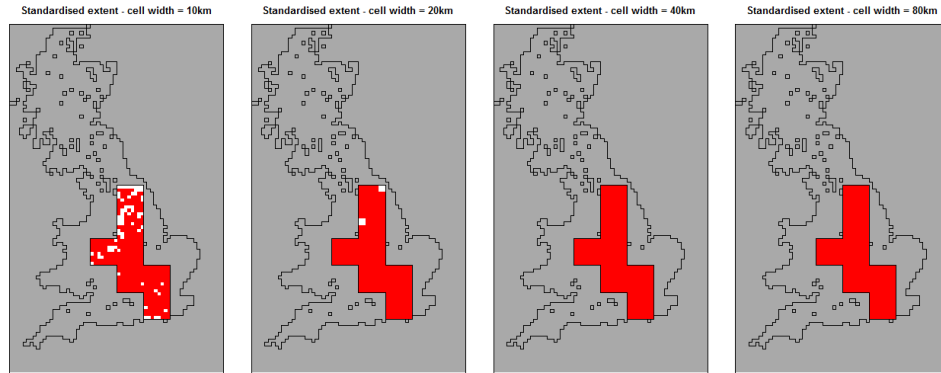 Standardised extent - cell width = 10km
Standardised extent - cell width = 20km
Standardised extent - cell width = 40km
Standardised extent - cell width = 80km